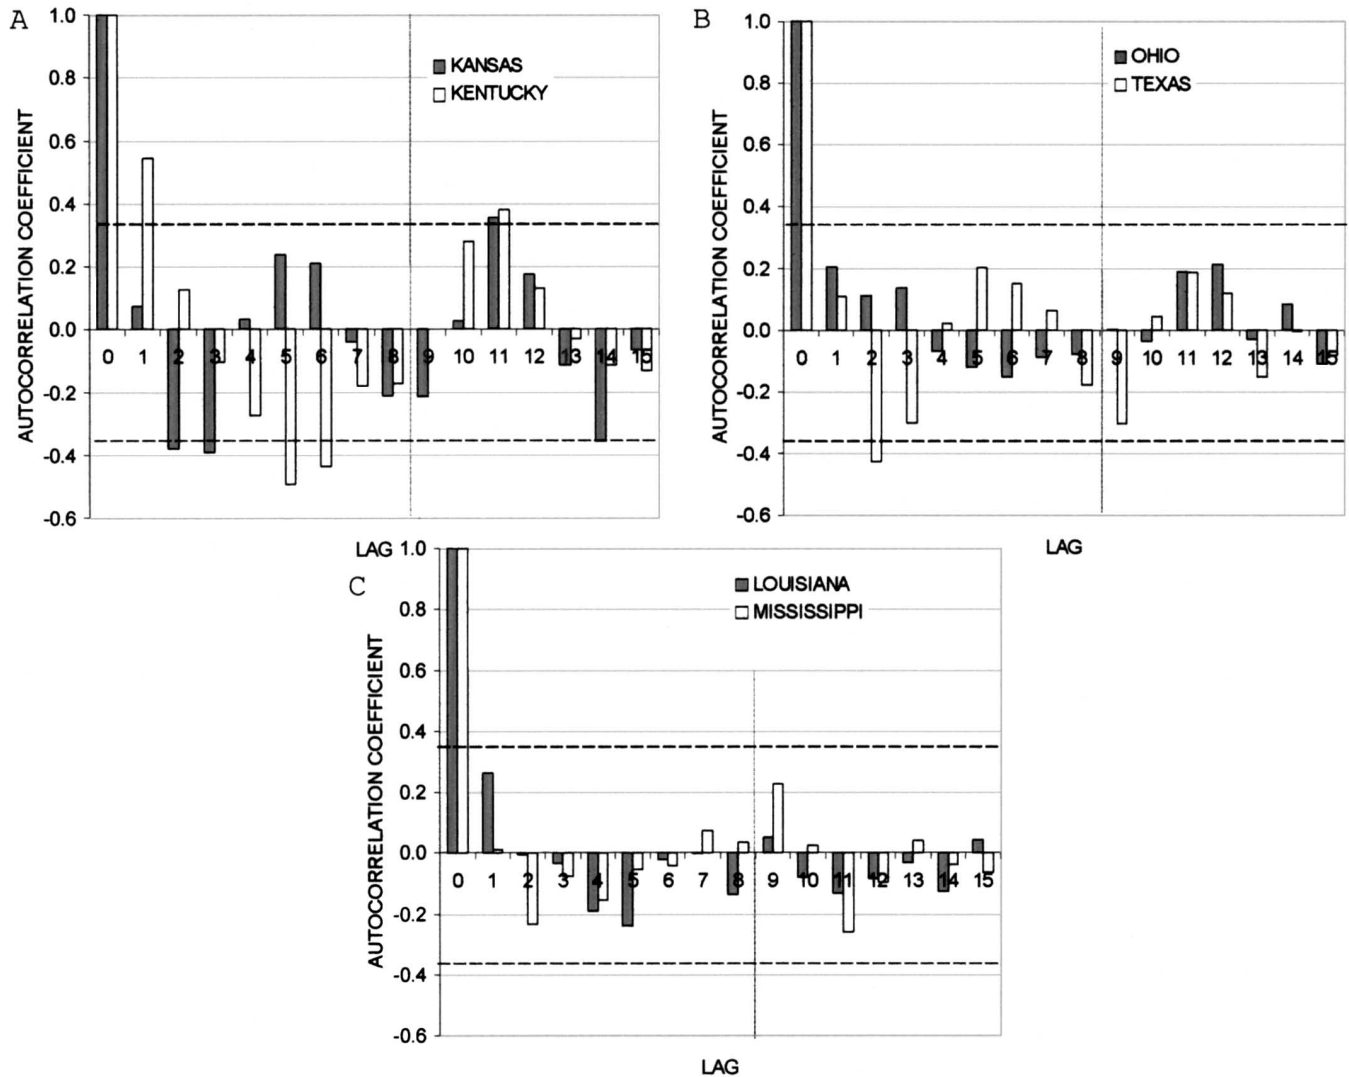 A
AUTOCORRELATION COEFFICIENT
1.0
0.8
0.6
0.4
0.2
0.0
-0.2
-0.4
-0.6
KANSAS
KENTUCKY
0 1 2 3 4 5 6 7 8 9 10 11 12 13 14 15
LAG
B
AUTOCORRELATION COEFFICIENT
1.0
0.8
0.6
0.4
0.2
0.0
-0.2
-0.4
-0.6
OHIO
TEXAS
0 1 2 3 4 5 6 7 8 9 10 11 12 13 14 15
LAG
C
AUTOCORRELATION COEFFICIENT
1.0
0.8
0.6
0.4
0.2
0.0
-0.2
-0.4
-0.6
LOUISIANA
MISSISSIPPI
0 1 2 3 4 5 6 7 8 9 10 11 12 13 14 15
LAG